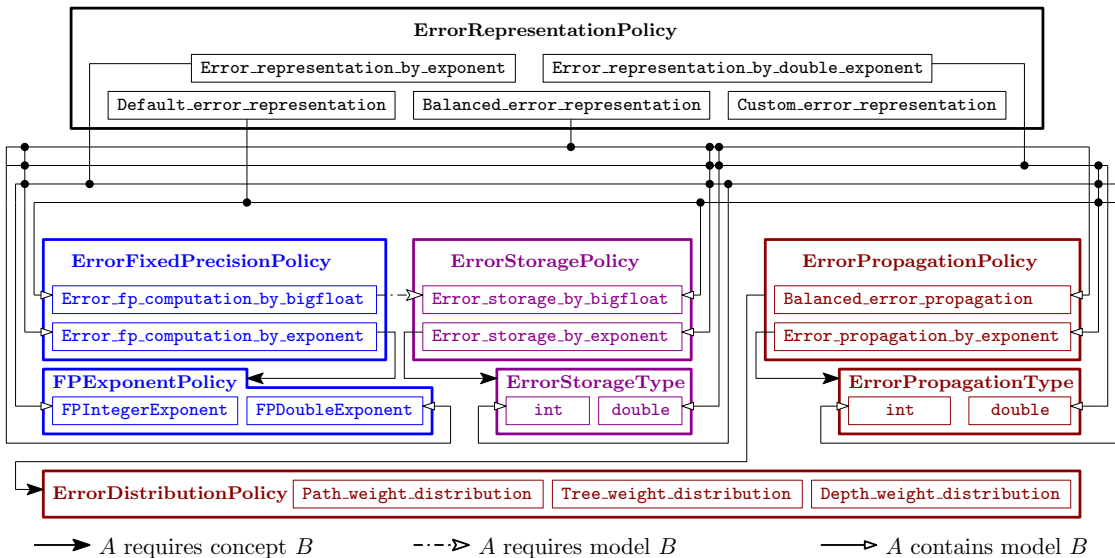 ErrorRepresentationPolicy
Error_representation_by_exponent Error_representation_by_double_exponent
Default_error_representation Balanced_error_representation Custom_error_representation
ErrorFixedPrecisionPolicy ErrorStoragePolicy ErrorPropagationPolicy
Error_fp_computation_by_bigfloat Error_storage_by_bigfloat Balanced_error_propagation
Error_fp_computation_by_exponent Error_storage_by_exponent Error_propagation_by_exponent
FPExponentPolicy ErrorStorageType ErrorPropagationType
FPIntegerExponent FPDoubleExponent int double int double
ErrorDistributionPolicy Path_weight_distribution Tree_weight_distribution Depth_weight_distribution
A requires concept B A requires model B A contains model B